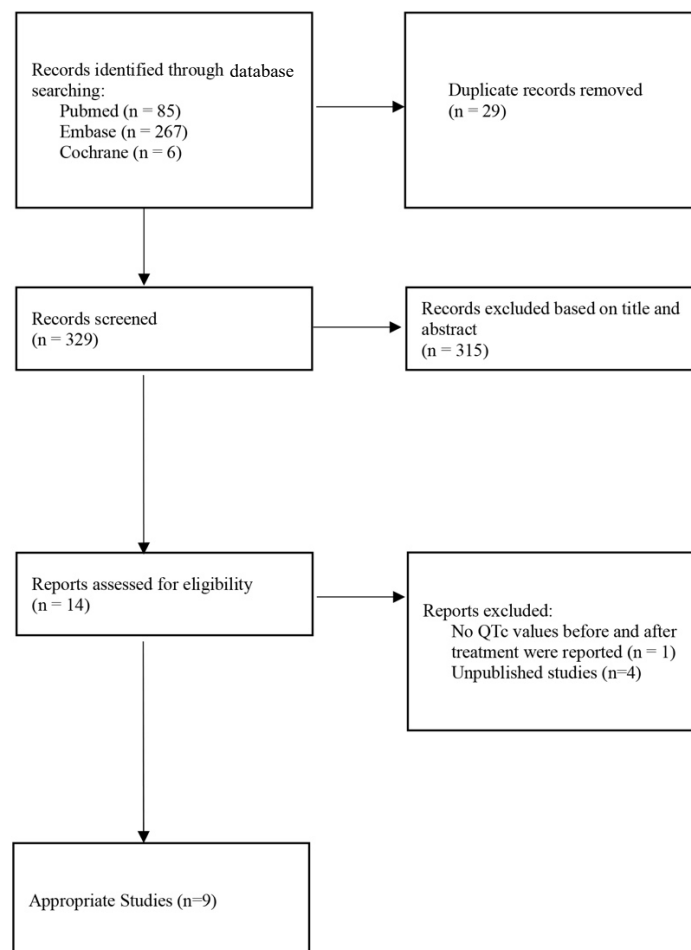 Records identified through database
searching:
Pubmed (n = 85)
Embase (n = 267)
Cochrane (n = 6)
Duplicate records removed
(n = 29)
Records screened
(n = 329)
Records excluded based on title and
abstract
(n = 315)
Reports assessed for eligibility
(n = 14)
Reports excluded:
No QTc values before and after
treatment were reported (n = 1)
Unpublished studies (n=4)
Appropriate Studies (n=9)